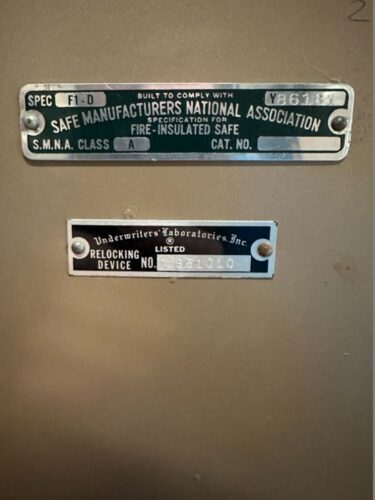 2
BUILT TO COMPLY WITH
SPEC F1-D Y86181
SAFE MANUFACTURERS NATIONAL ASSOCIATION
SPECIFICATION FOR
FIRE-INSULATED SAFE
S.M.N.A. CLASS A CAT. NO.
Underwriters' Laboratories, Inc.
®
LISTED
RELOCKING
DEVICE NO.